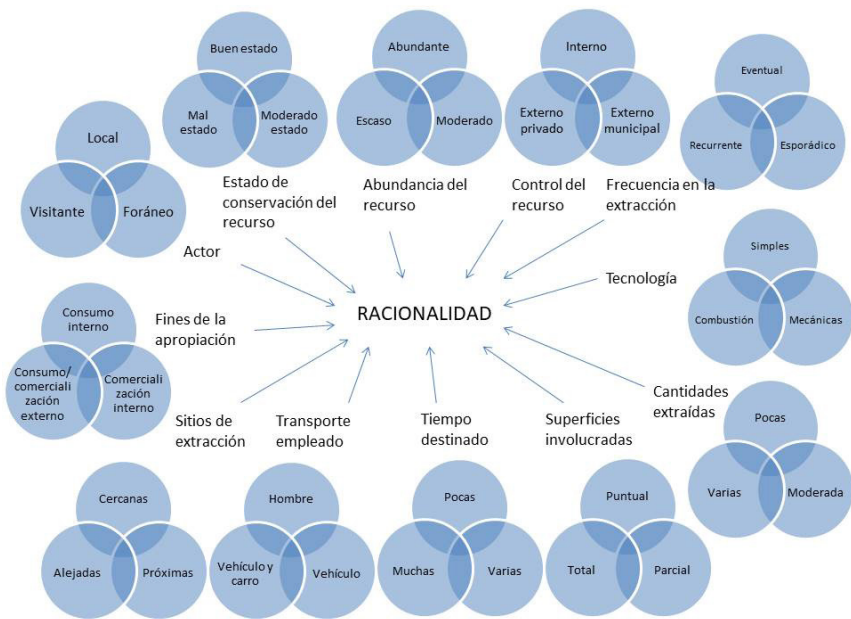 Buen estado
Mal
estado
Moderado
estado
Abundante
Escaso
Moderado
Interno
Externo
privado
Externo
municipal
Eventual
Recurrente
Esporádico
Local
Visitante
Foráneo
Estado de
conservación del
recurso
Abundancia del
recurso
Control del
recurso
Frecuencia en la
extracción
Actor
Tecnología
Simples
Combustión
Mecánicas
RACIONALIDAD
Consumo
interno
Consumo/
comerciali
zación
externo
Comerciali
zación
interno
Fines de la
apropiación
Sitios de
extracción
Transporte
empleado
Tiempo
destinado
Superficies
involucradas
Cantidades
extraídas
Pocas
Varias
Moderada
Cercanas
Alejadas
Próximas
Hombre
Vehículo y
carro
Vehículo
Pocas
Muchas
Varias
Puntual
Total
Parcial